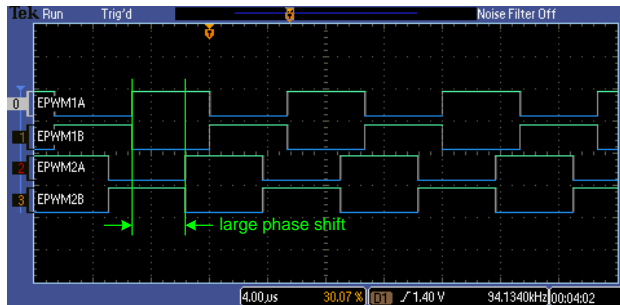 Tek Run Trig'd Noise Filter Off
0 EPWM1A
1 EPWM1B
2 EPWM2A
3 EPWM2B
large phase shift
4.00μs 30.07 % D1 1.40 V 94.1340kHz 00:04:02